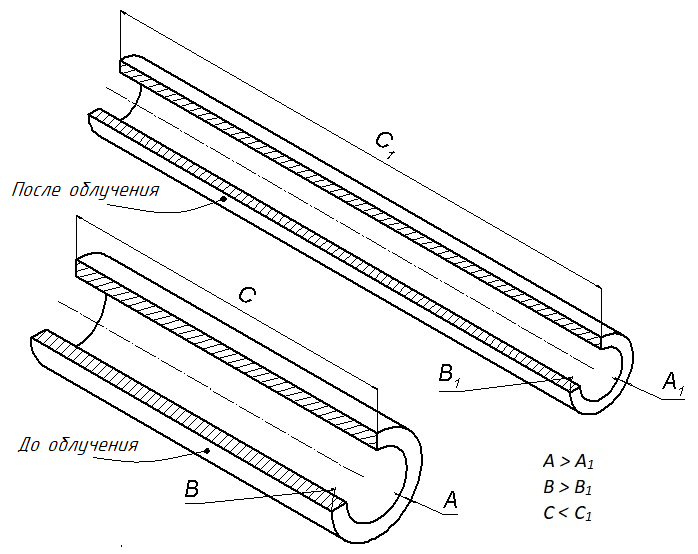 C₁
После облучения
C
B₁
A₁
До облучения
B
A
A > A₁
B > B₁
C < C₁